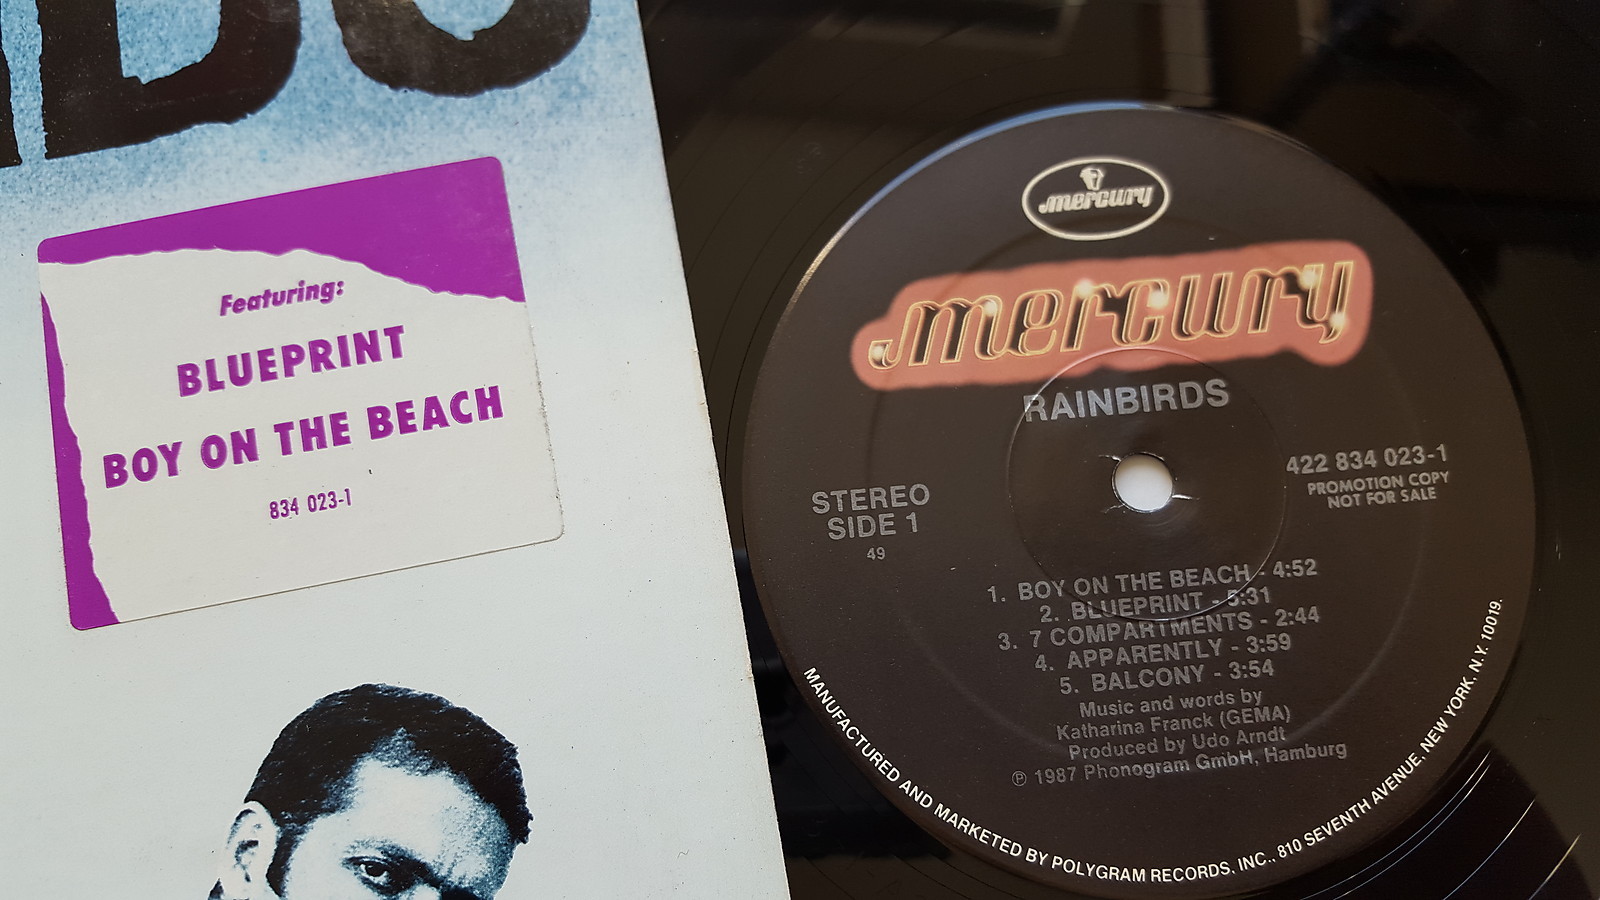 Featuring:
BLUEPRINT
BOY ON THE BEACH
834 023-1
mercury
mercury
RAINBIRDS
STEREO
SIDE 1
49
422 834 023-1
PROMOTION COPY
NOT FOR SALE
1. BOY ON THE BEACH - 4:52
2. BLUEPRINT - 5:31
3. 7 COMPARTMENTS - 2:44
4. APPARENTLY - 3:59
5. BALCONY - 3:54
Music and words by
Katharina Franck (GEMA)
Produced by Udo Arndt
℗ 1987 Phonogram GmbH, Hamburg
MANUFACTURED AND MARKETED BY POLYGRAM RECORDS, INC., 810 SEVENTH AVENUE, NEW YORK, N.Y. 10019.